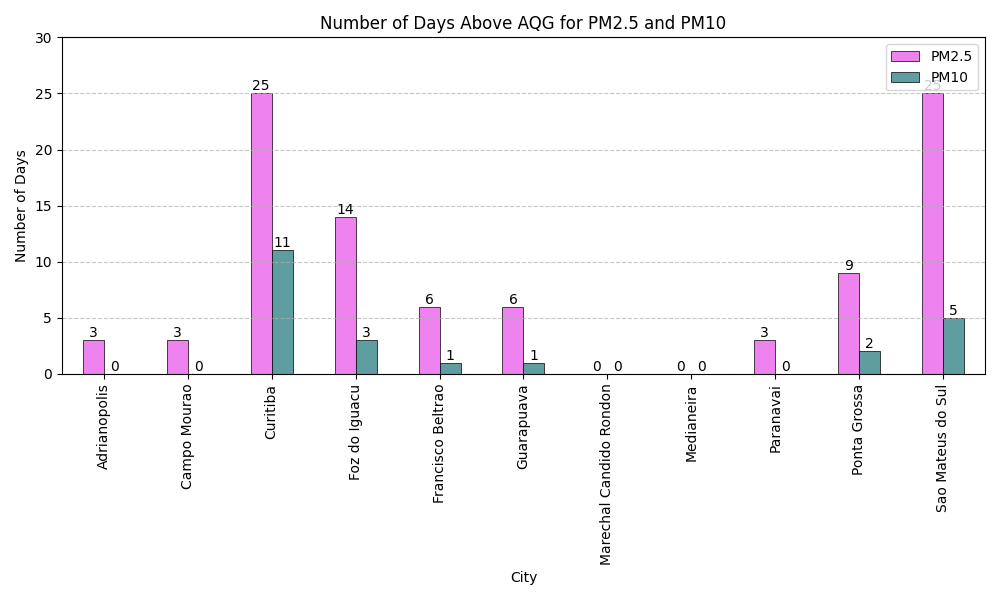 Number of Days Above AQG for PM2.5 and PM10
PM2.5
PM10
Number of Days
30
25
20
15
10
5
0
3 0
3 0
25 11
14 3
6 1
6 1
0 0
0 0
3 0
9 2
25 5
Adrianopolis
Campo Mourao
Curitiba
Foz do Iguacu
Francisco Beltrao
Guarapuava
Marechal Candido Rondon
Medianeira
Paranavai
Ponta Grossa
Sao Mateus do Sul
City